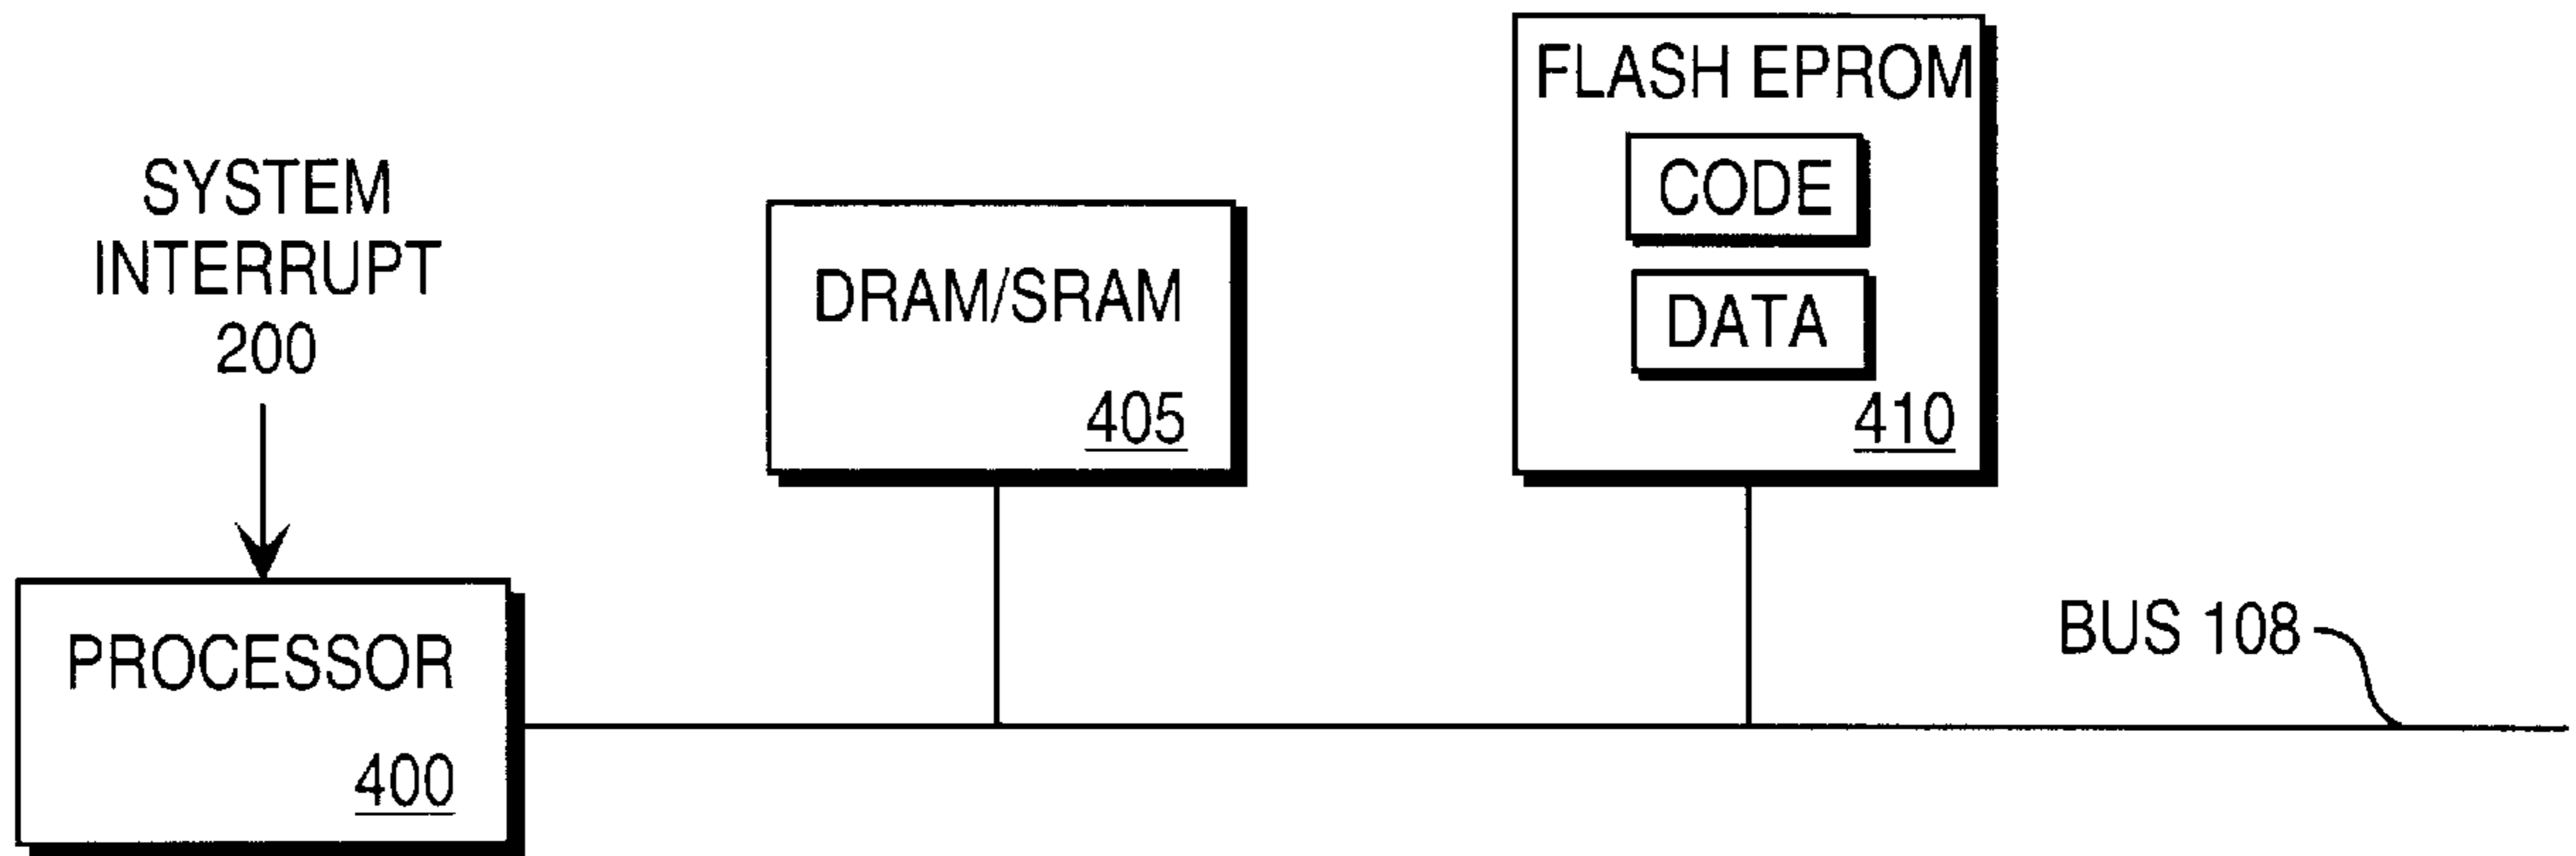 SYSTEM
INTERRUPT
200
PROCESSOR
400
DRAM/SRAM
405
FLASH EPROM
CODE
DATA
410
BUS 108